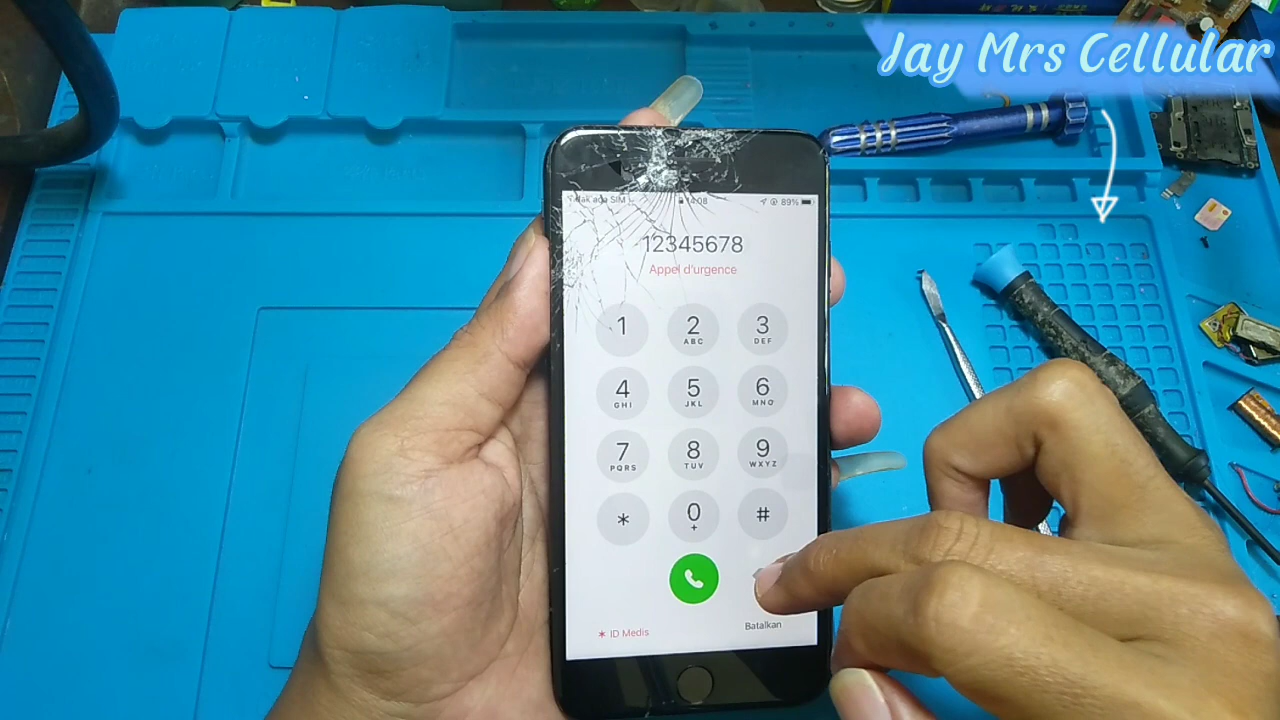 Jay Mrs Cellular
Tidak ada SIM 14:08 89%
12345678
Appel d'urgence
1 2 3
ABC DEF
4 5 6
GHI JKL MNO
7 8 9
PQRS TUV WXYZ
* 0 #
+
* ID Medis Batalkan